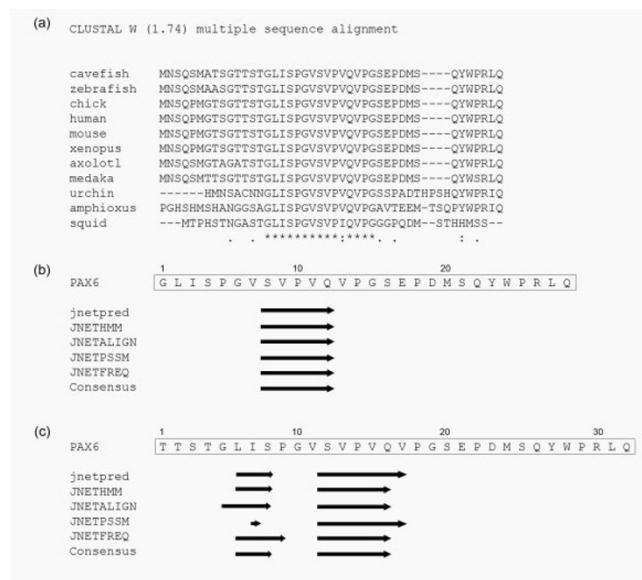 (a) CLUSTAL W (1.74) multiple sequence alignment
cavefish MNSQSMATSGTTSTGLISPGVSVPVQVPGSEPDMS----QYWPRLQ
zebrafish MNSQSMAASGTTSTGLISPGVSVPVQVPGSEPDMS----QYWPRLQ
chick MNSQPMGTSGTTSTGLISPGVSVPVQVPGSEPDMS----QYWPRLQ
human MNSQPMGTSGTTSTGLISPGVSVPVQVPGSEPDMS----QYWPRLQ
mouse MNSQPMGTSGTTSTGLISPGVSVPVQVPGSEPDMS----QYWPRLQ
xenopus MNSQPMGTSGTTSTGLISPGVSVPVQVPGSEPDMS----QYWPRLQ
axolotl MNSQSMGTAGATSTGLISPGVSVPVQVPGSEPDMS----QYWPRLQ
medaka MNSQSMTTSGTTSTGLISPGVSVPVQVPGSEPDMS----QYWSRLQ
urchin ------HMNSACNNGLISPGVSVPVQVPGSSPADTHPSHQYWPRIQ
amphioxus PGHSHMSHANGGSAGLISPGVSVPVQVPGAVTEEM-TSQPYWPRIQ
squid ---MTPHSTNGASTGLISPGVSVPIQVPGGGPQDM--STHHMSS--
. . **********:**** . . : .
(b) 1 10 20
PAX6 G L I S P G V S V P V Q V P G S E P D M S Q Y W P R L Q
jnetpred
JNETHMM
JNETALIGN
JNETPSSM
JNETFREQ
Consensus
(c) 1 10 20 30
PAX6 T T S T G L I S P G V S V P V Q V P G S E P D M S Q Y W P R L Q
jnetpred
JNETHMM
JNETALIGN
JNETPSSM
JNETFREQ
Consensus